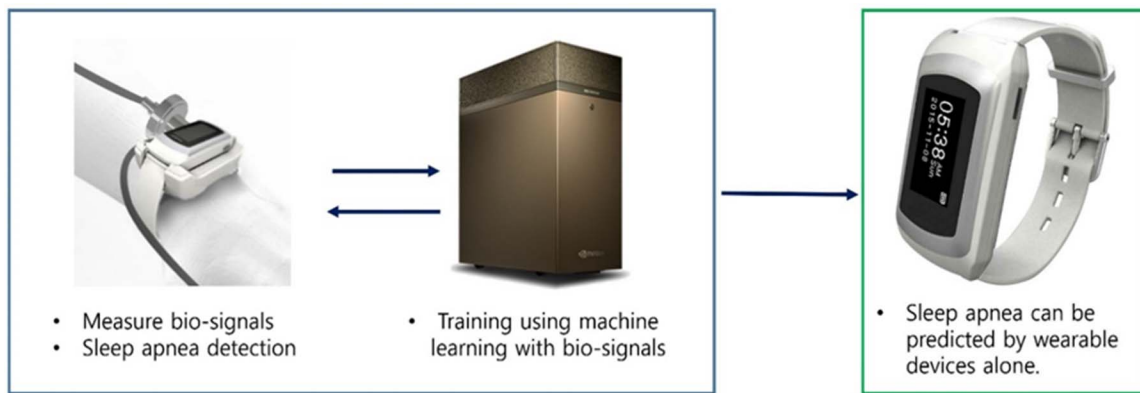 • Measure bio-signals
• Sleep apnea detection
• Training using machine
learning with bio-signals
05:38 AM
2015-11-08 Sun
• Sleep apnea can be
predicted by wearable
devices alone.